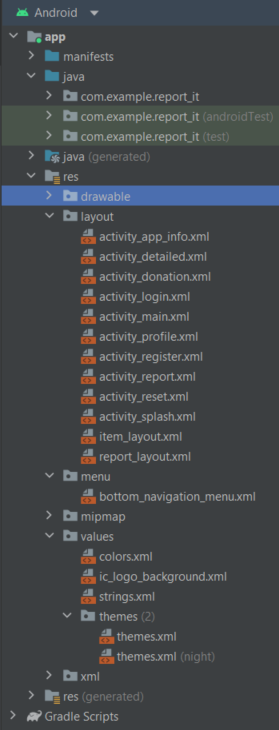 Android
app
manifests
java
com.example.report_it
com.example.report_it (androidTest)
com.example.report_it (test)
java (generated)
res
drawable
layout
activity_app_info.xml
activity_detailed.xml
activity_donation.xml
activity_login.xml
activity_main.xml
activity_profile.xml
activity_register.xml
activity_report.xml
activity_reset.xml
activity_splash.xml
item_layout.xml
report_layout.xml
menu
bottom_navigation_menu.xml
mipmap
values
colors.xml
ic_logo_background.xml
strings.xml
themes (2)
themes.xml
themes.xml (night)
xml
res (generated)
Gradle Scripts